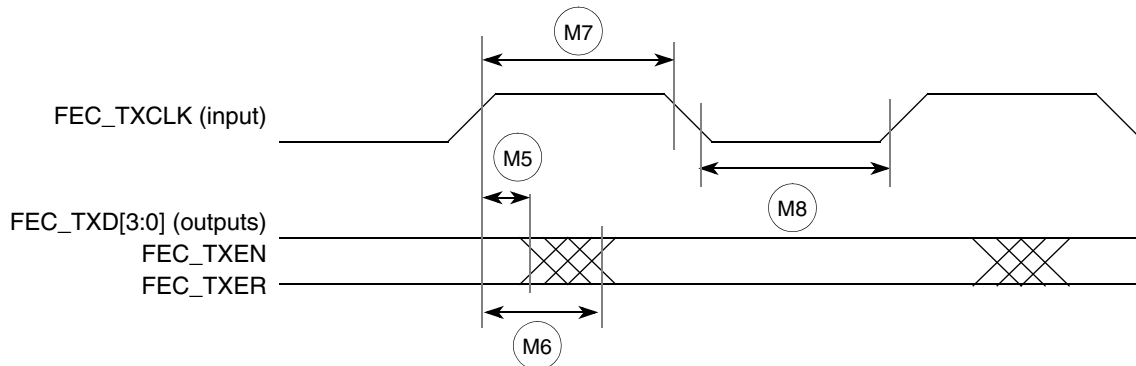 M7
FEC_TXCLK (input)
M5
M8
FEC_TXD[3:0] (outputs)
FEC_TXEN
FEC_TXER
M6